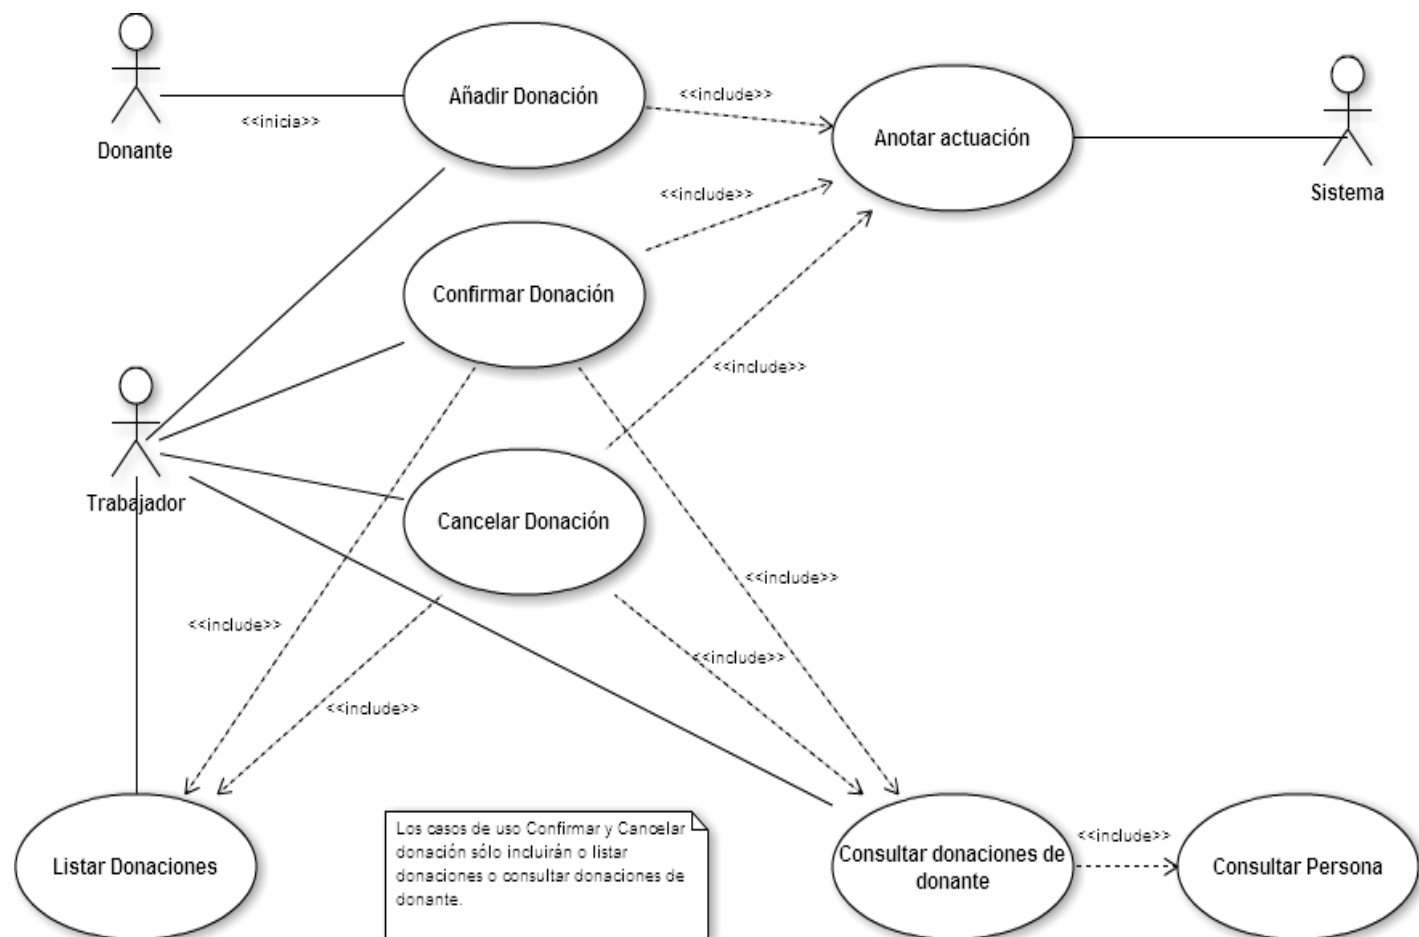 Añadir Donación
<<include>>
Anotar actuación
<<inicia>>
Donante
Sistema
<<include>>
Confirmar Donación
<<include>>
Trabajador
Cancelar Donación
<<include>>
<<include>>
<<include>>
<<include>>
Los casos de uso Confirmar y Cancelar
donación sólo incluirán o listar
donaciones o consultar donaciones de
donante.
Listar Donaciones
Consultar donaciones de
donante
<<include>>
Consultar Persona